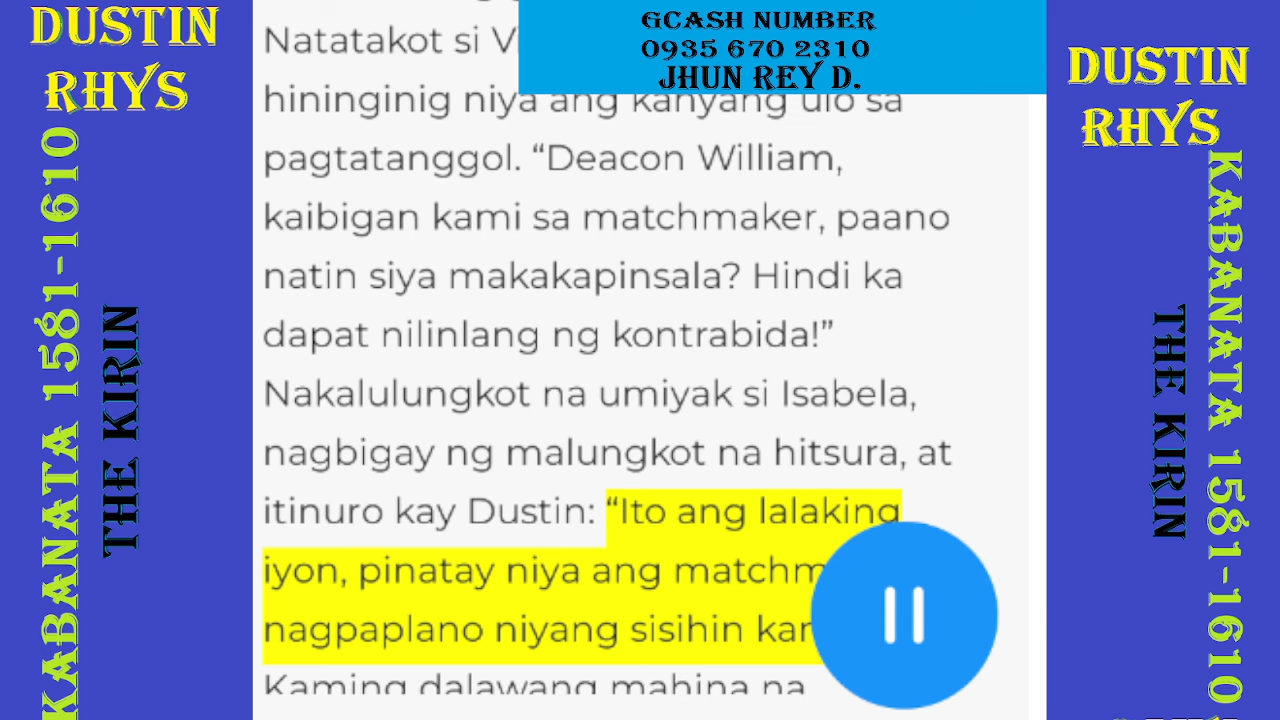 DUSTIN
RHYS
KABANATA 1581-1610
THE KIRIN
GCASH NUMBER
0935 670 2310
JHUN REY D.
Natatakot si
hininginig niya ang kanyang ulo sa
pagtatanggol. “Deacon William,
kaibigan kami sa matchmaker, paano
natin siya makakapinsala? Hindi ka
dapat nilinlang ng kontrabida!”
Nakalulungkot na umiyak si Isabela,
nagbigay ng malungkot na hitsura, at
itinuro kay Dustin: “Ito ang lalaking
iyon, pinatay niya ang
nagpaplano niyang sisihin
Kaming dalawang mahina na
DUSTIN
RHYS
KABANATA 1581-1610
THE KIRIN